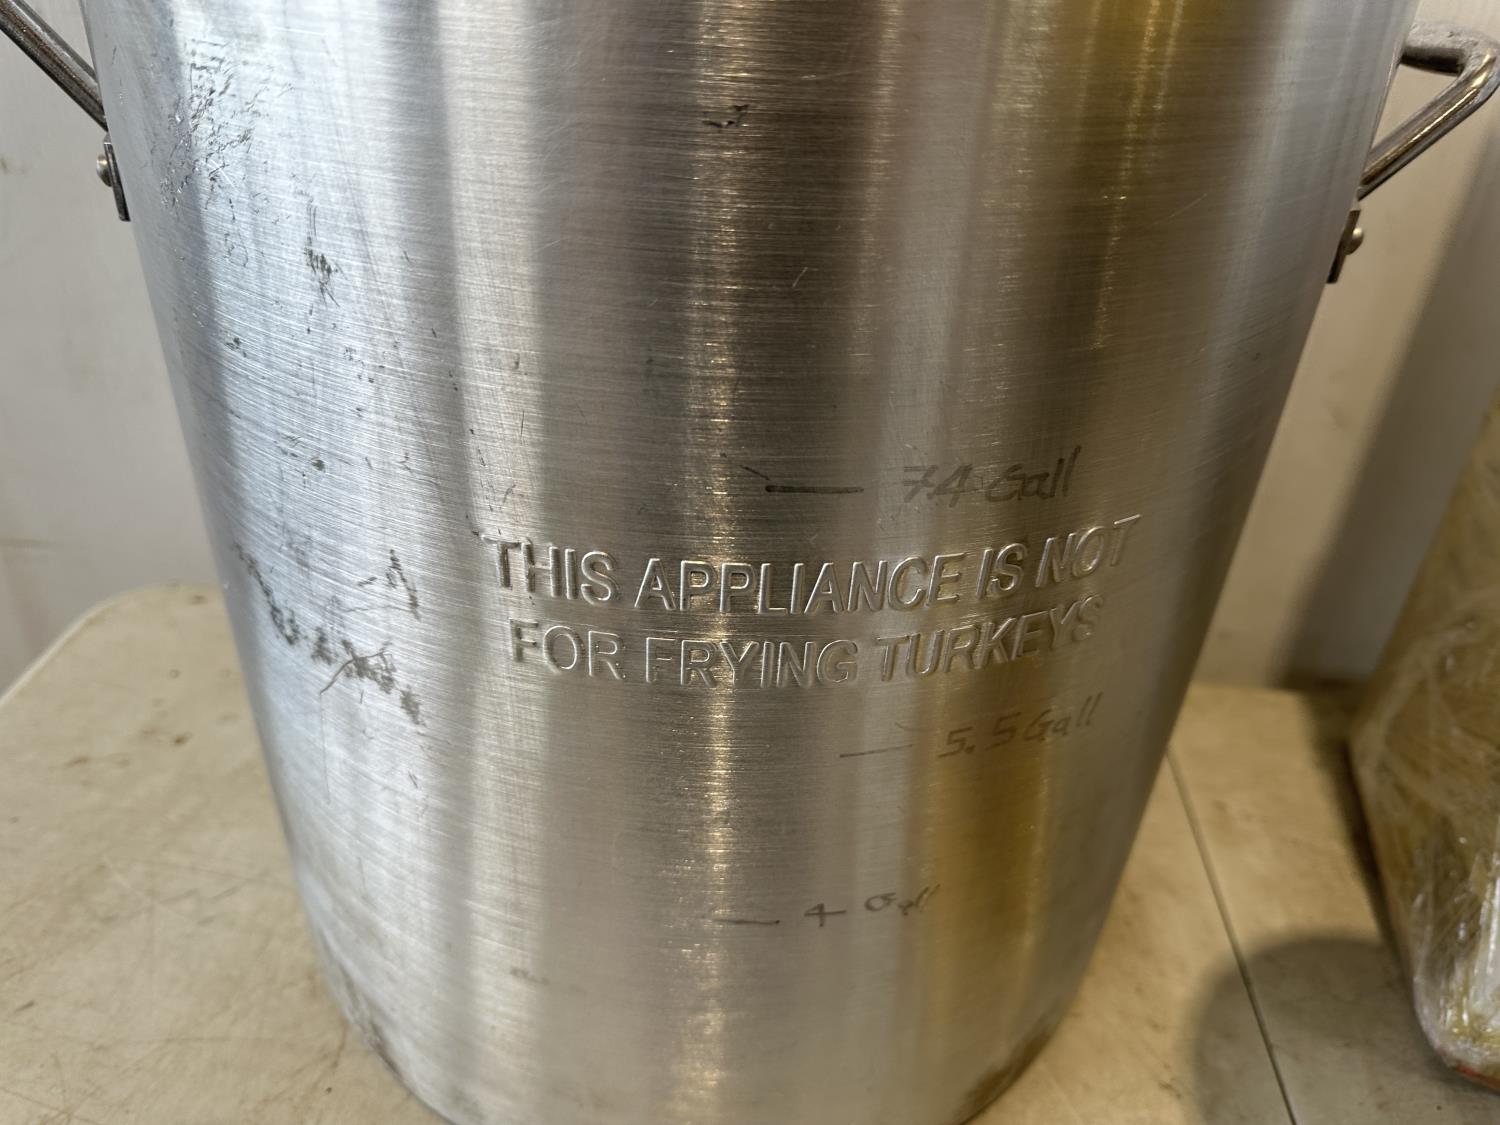 7.4 Gall
THIS APPLIANCE IS NOT
FOR FRYING TURKEYS
5.5 Gall
4 Gall